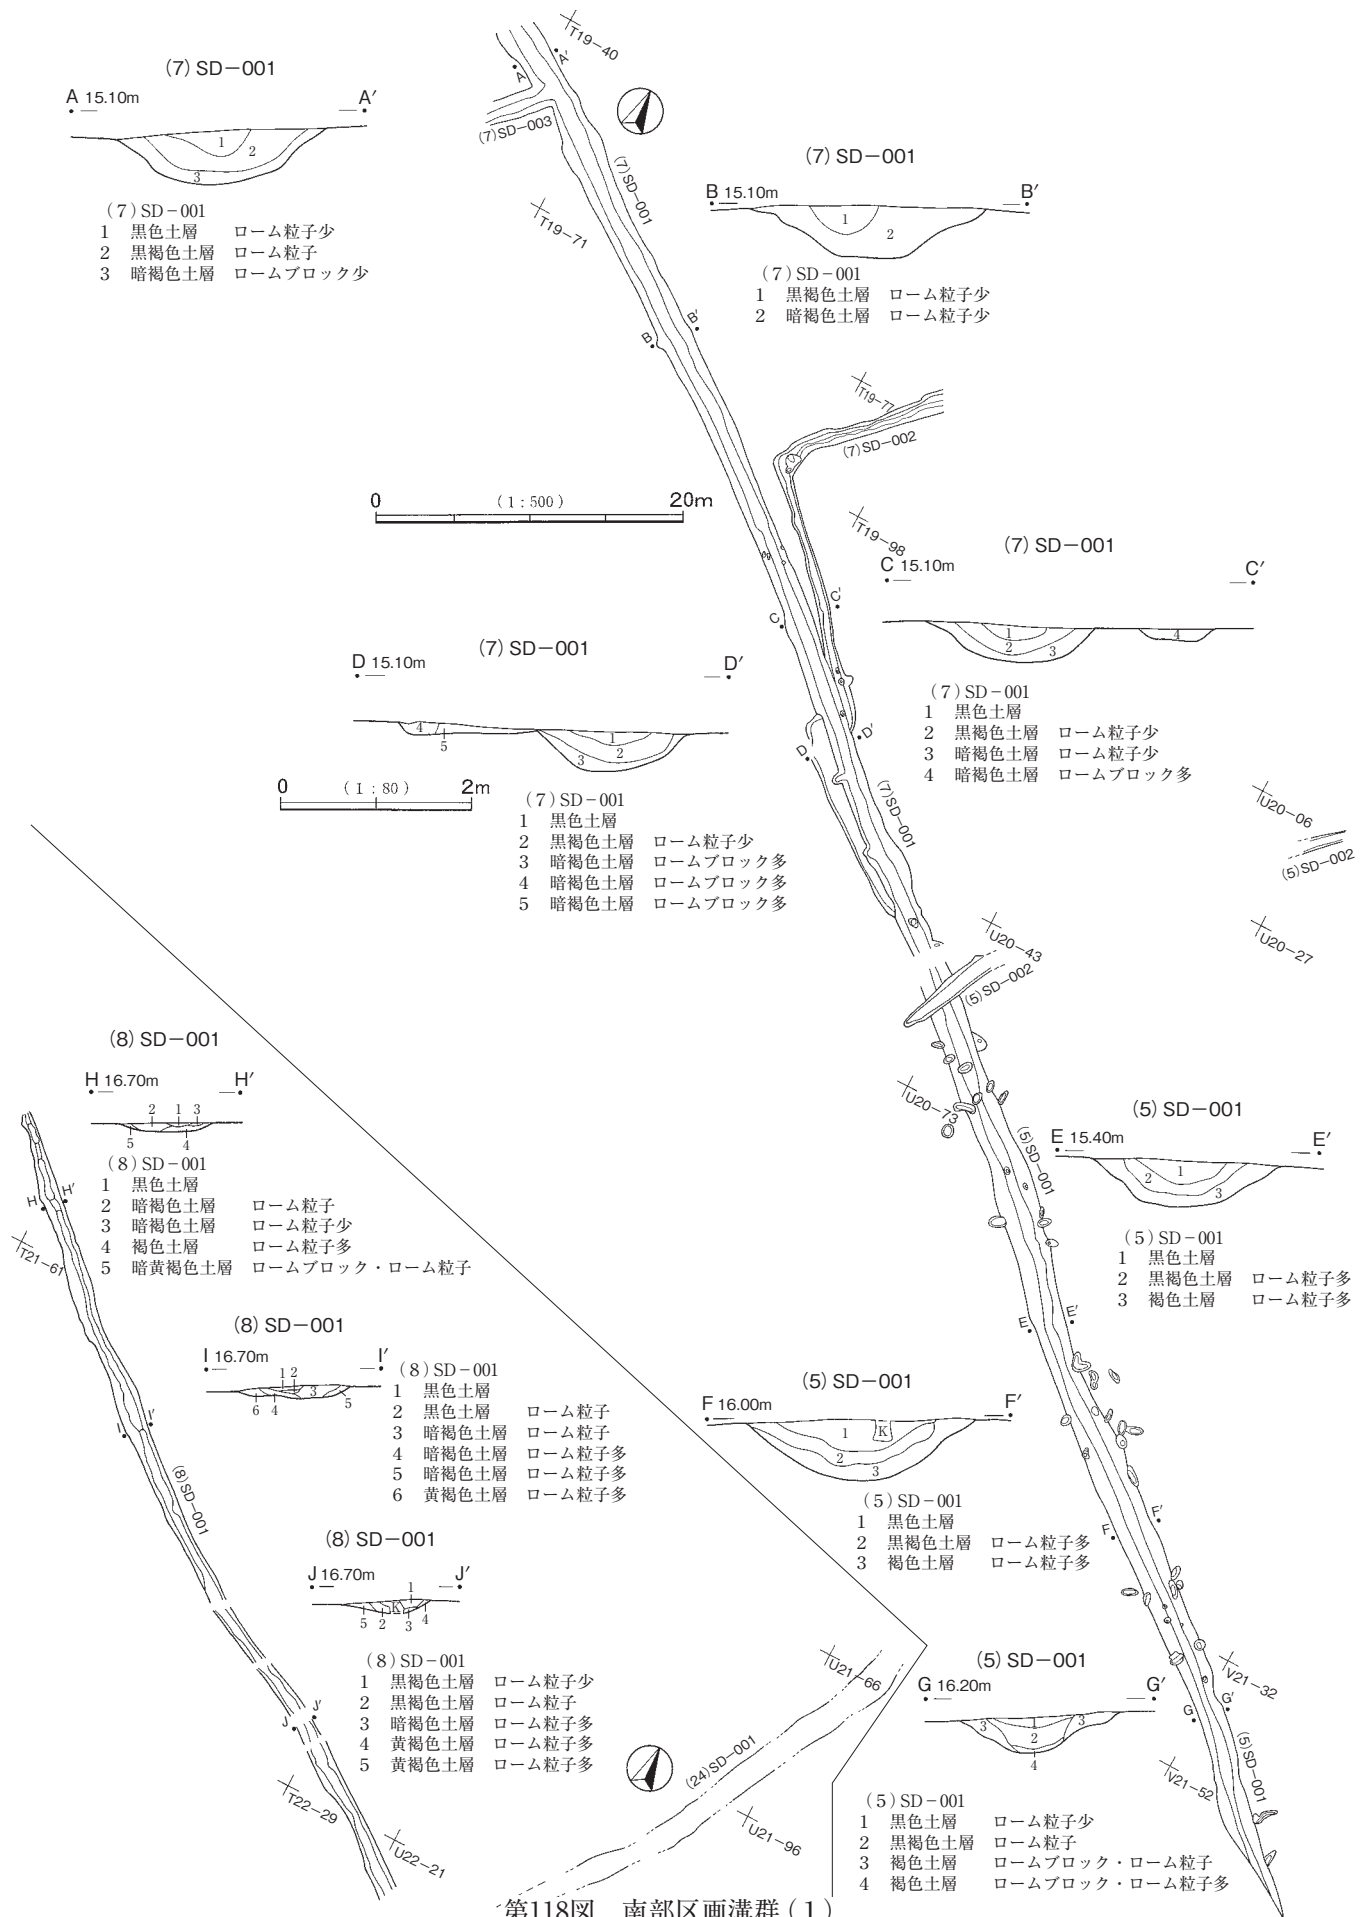 (7) SD-001
A 15.10m A′
1
2
3
(7) SD-001
1 黒色土層 ローム粒子少
2 黒褐色土層 ローム粒子
3 暗褐色土層 ロームブロック少
T19-40
A A′
(7)SD-003
(7)SD-001
T19-71
B B′
(7) SD-001
B 15.10m B′
1
2
(7) SD-001
1 黒褐色土層 ローム粒子少
2 暗褐色土層 ローム粒子少
T19-77
(7)SD-002
0 (1:500) 20m
T19-98
(7) SD-001
C 15.10m C′
1
2 3 4
(7) SD-001
1 黒色土層
2 黒褐色土層 ローム粒子少
3 暗褐色土層 ローム粒子少
4 暗褐色土層 ロームブロック多
C C′
(7) SD-001
D 15.10m D′
4 5 1 2 3
0 (1:80) 2m
(7) SD-001
1 黒色土層
2 黒褐色土層 ローム粒子少
3 暗褐色土層 ロームブロック多
4 暗褐色土層 ロームブロック多
5 暗褐色土層 ロームブロック多
D D′
(7)SD-001
U20-06
(5)SD-002
U20-27
U20-43
(5)SD-002
U20-73
(5)SD-001
(8) SD-001
H 16.70m H′
2 1 3
5 4
(8) SD-001
1 黒色土層
2 暗褐色土層 ローム粒子
3 暗褐色土層 ローム粒子少
4 褐色土層 ローム粒子多
5 暗黄褐色土層 ロームブロック・ローム粒子
H H′
T21-61
(5) SD-001
E 15.40m E′
1
2 3
(5) SD-001
1 黒色土層
2 黒褐色土層 ローム粒子多
3 褐色土層 ローム粒子多
E E′
(8) SD-001
I 16.70m I′
1 2
3
6 4 5
(8) SD-001
1 黒色土層
2 黒色土層 ローム粒子
3 暗褐色土層 ローム粒子
4 暗褐色土層 ローム粒子多
5 暗褐色土層 ローム粒子多
6 黄褐色土層 ローム粒子多
I I′
(8)SD-001
(5) SD-001
F 16.00m F′
1 K
2
3
(5) SD-001
1 黒色土層
2 黒褐色土層 ローム粒子多
3 褐色土層 ローム粒子多
F F′
(8) SD-001
J 16.70m J′
1
K
5 2 3 4
(8) SD-001
1 黒褐色土層 ローム粒子少
2 黒褐色土層 ローム粒子
3 暗褐色土層 ローム粒子多
4 黄褐色土層 ローム粒子多
5 黄褐色土層 ローム粒子多
J J′
T22-29
U22-21
U21-66
(24)SD-001
U21-96
(5) SD-001
G 16.20m G′
3 1 3
2
4
(5) SD-001
1 黒色土層 ローム粒子少
2 黒褐色土層 ローム粒子
3 褐色土層 ロームブロック・ローム粒子
4 褐色土層 ロームブロック・ローム粒子多
V21-32
G G′
V21-52
(5)SD-001
第118図 南部区画溝群(1)